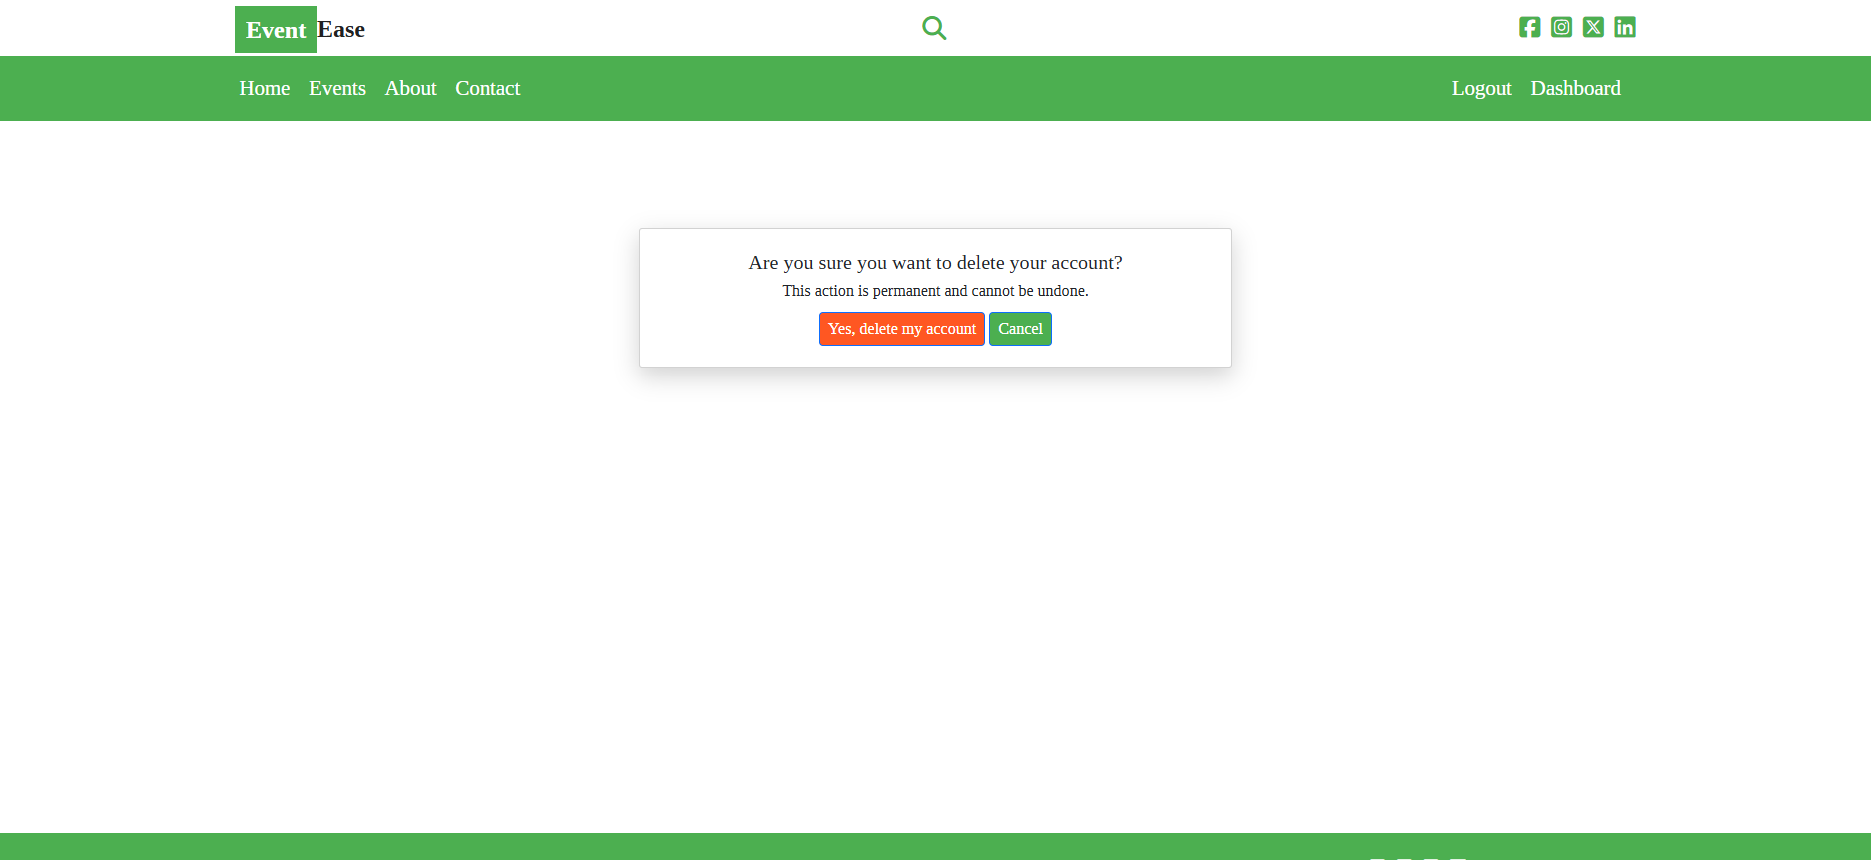 Event Ease
Home Events About Contact Logout Dashboard
Are you sure you want to delete your account?
This action is permanent and cannot be undone.
Yes, delete my account Cancel